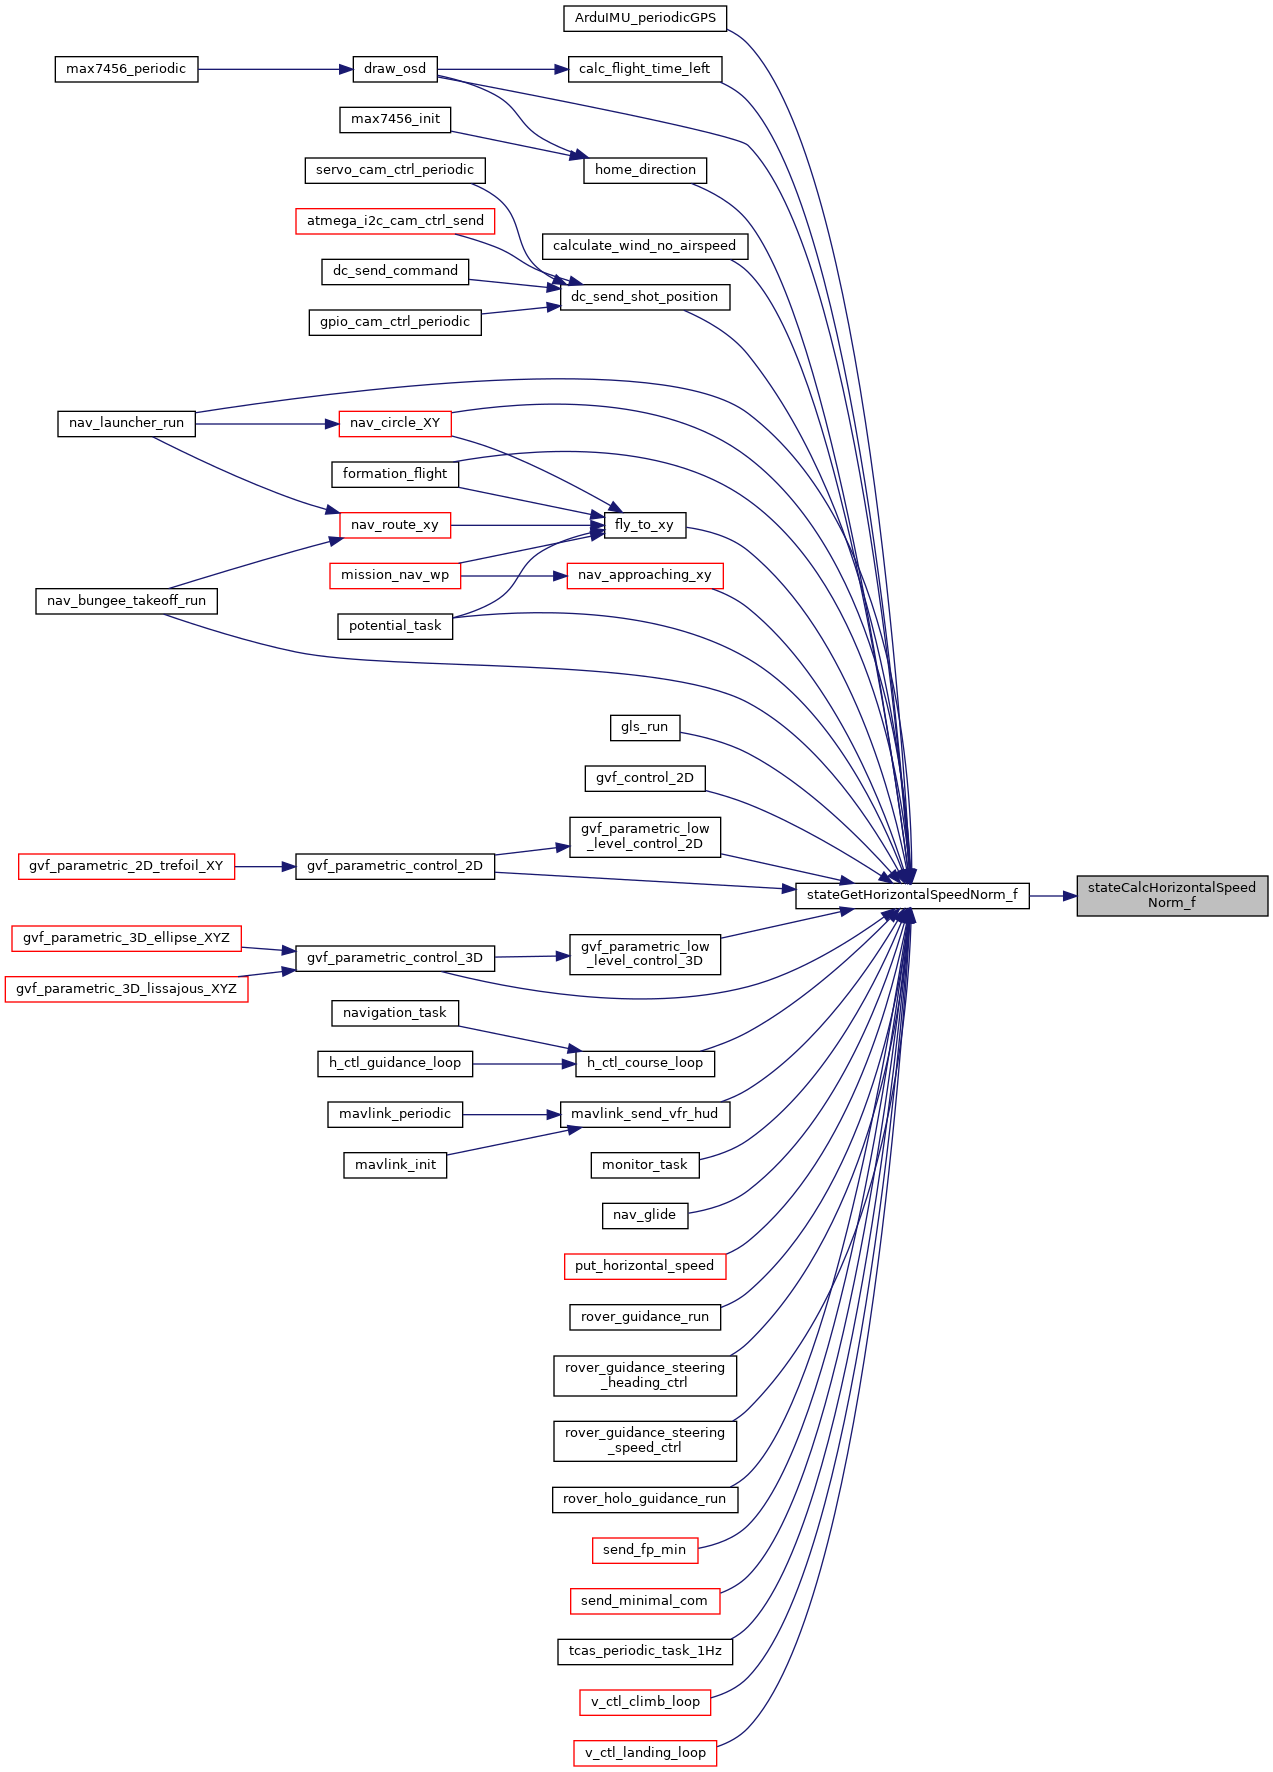 ArduIMU_periodicGPS
max7456_periodic
draw_osd
calc_flight_time_left
max7456_init
servo_cam_ctrl_periodic
home_direction
atmega_i2c_cam_ctrl_send
calculate_wind_no_airspeed
dc_send_command
dc_send_shot_position
gpio_cam_ctrl_periodic
nav_launcher_run
nav_circle_XY
formation_flight
nav_route_xy
fly_to_xy
mission_nav_wp
nav_approaching_xy
nav_bungee_takeoff_run
potential_task
gls_run
gvf_control_2D
gvf_parametric_low
_level_control_2D
gvf_parametric_2D_trefoil_XY
gvf_parametric_control_2D
stateGetHorizontalSpeedNorm_f
stateCalcHorizontalSpeed
Norm_f
gvf_parametric_3D_ellipse_XYZ
gvf_parametric_control_3D
gvf_parametric_low
_level_control_3D
gvf_parametric_3D_lissajous_XYZ
navigation_task
h_ctl_guidance_loop
h_ctl_course_loop
mavlink_periodic
mavlink_send_vfr_hud
mavlink_init
monitor_task
nav_glide
put_horizontal_speed
rover_guidance_run
rover_guidance_steering
_heading_ctrl
rover_guidance_steering
_speed_ctrl
rover_holo_guidance_run
send_fp_min
send_minimal_com
tcas_periodic_task_1Hz
v_ctl_climb_loop
v_ctl_landing_loop